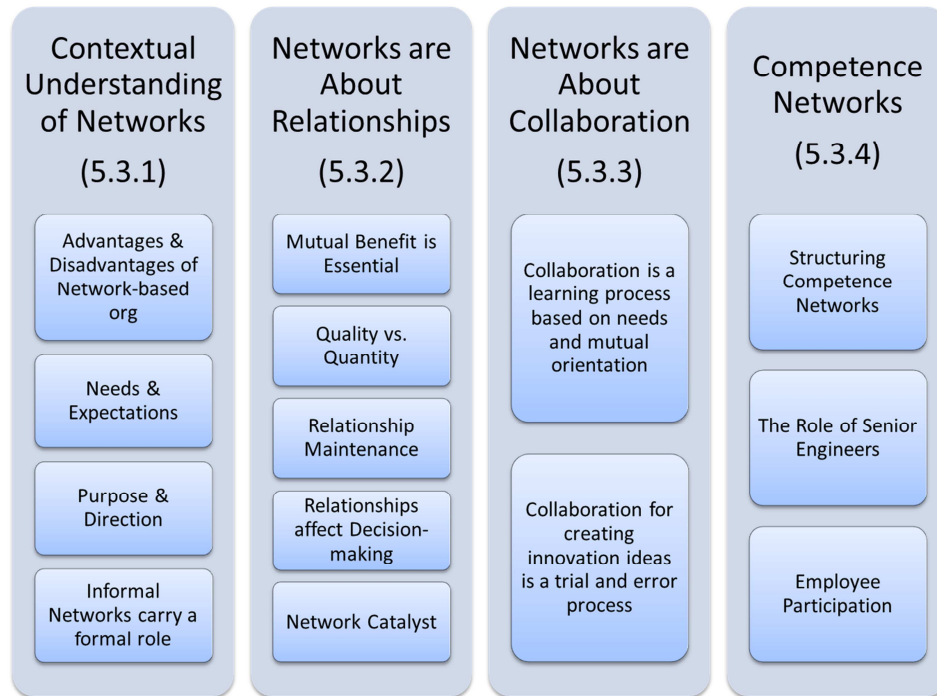 Contextual
Understanding
of Networks
(5.3.1)
Advantages &
Disadvantages of
Network-based
org
Needs &
Expectations
Purpose &
Direction
Informal
Networks carry a
formal role
Networks are
About
Relationships
(5.3.2)
Mutual Benefit is
Essential
Quality vs.
Quantity
Relationship
Maintenance
Relationships
affect Decision-
making
Network Catalyst
Networks are
About
Collaboration
(5.3.3)
Collaboration is a
learning process
based on needs
and mutual
orientation
Collaboration for
creating
innovation ideas
is a trial and error
process
Competence
Networks
(5.3.4)
Structuring
Competence
Networks
The Role of Senior
Engineers
Employee
Participation